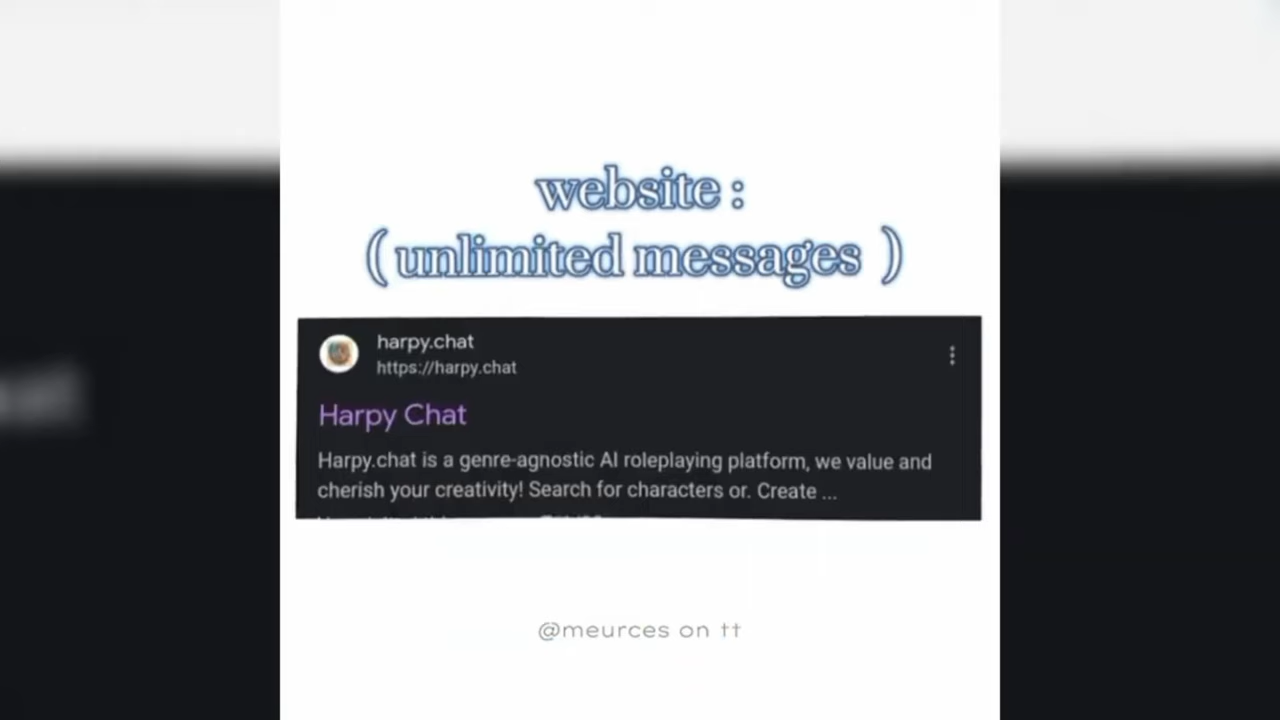 website :
( unlimited messages )
harpy.chat
https://harpy.chat
Harpy Chat
Harpy.chat is a genre-agnostic AI roleplaying platform, we value and
cherish your creativity! Search for characters or. Create ...
@meurces on tt